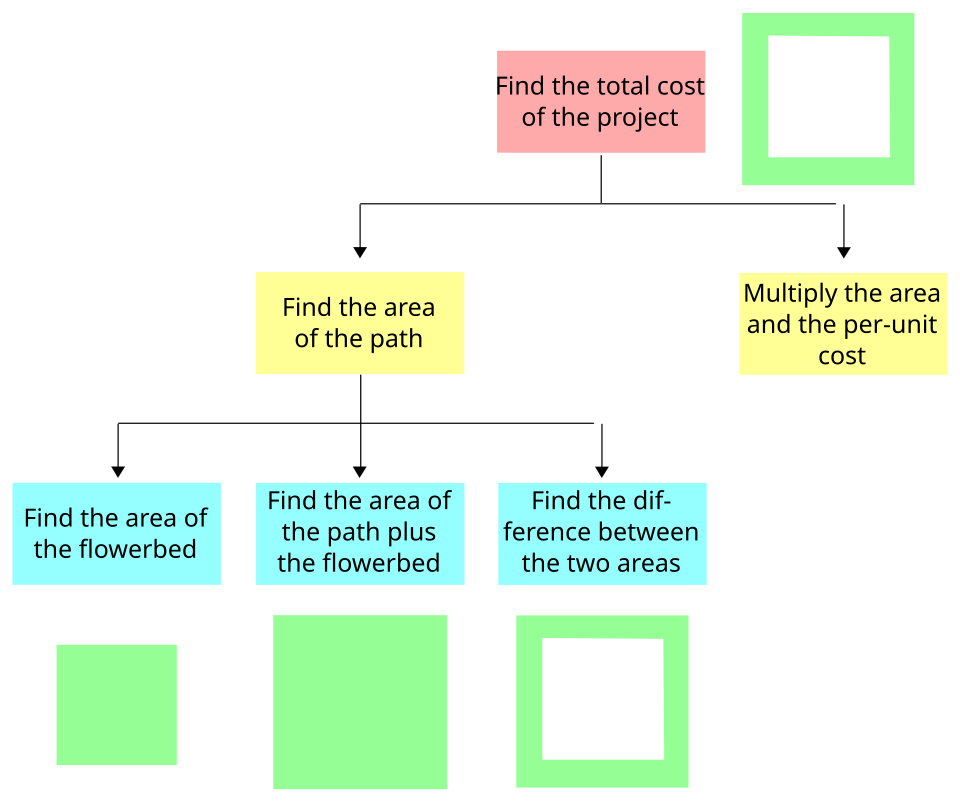 Find the total cost
of the project
Find the area
of the path
Multiply the area
and the per-unit
cost
Find the area of
the flowerbed
Find the area of
the path plus
the flowerbed
Find the dif-
ference between
the two areas